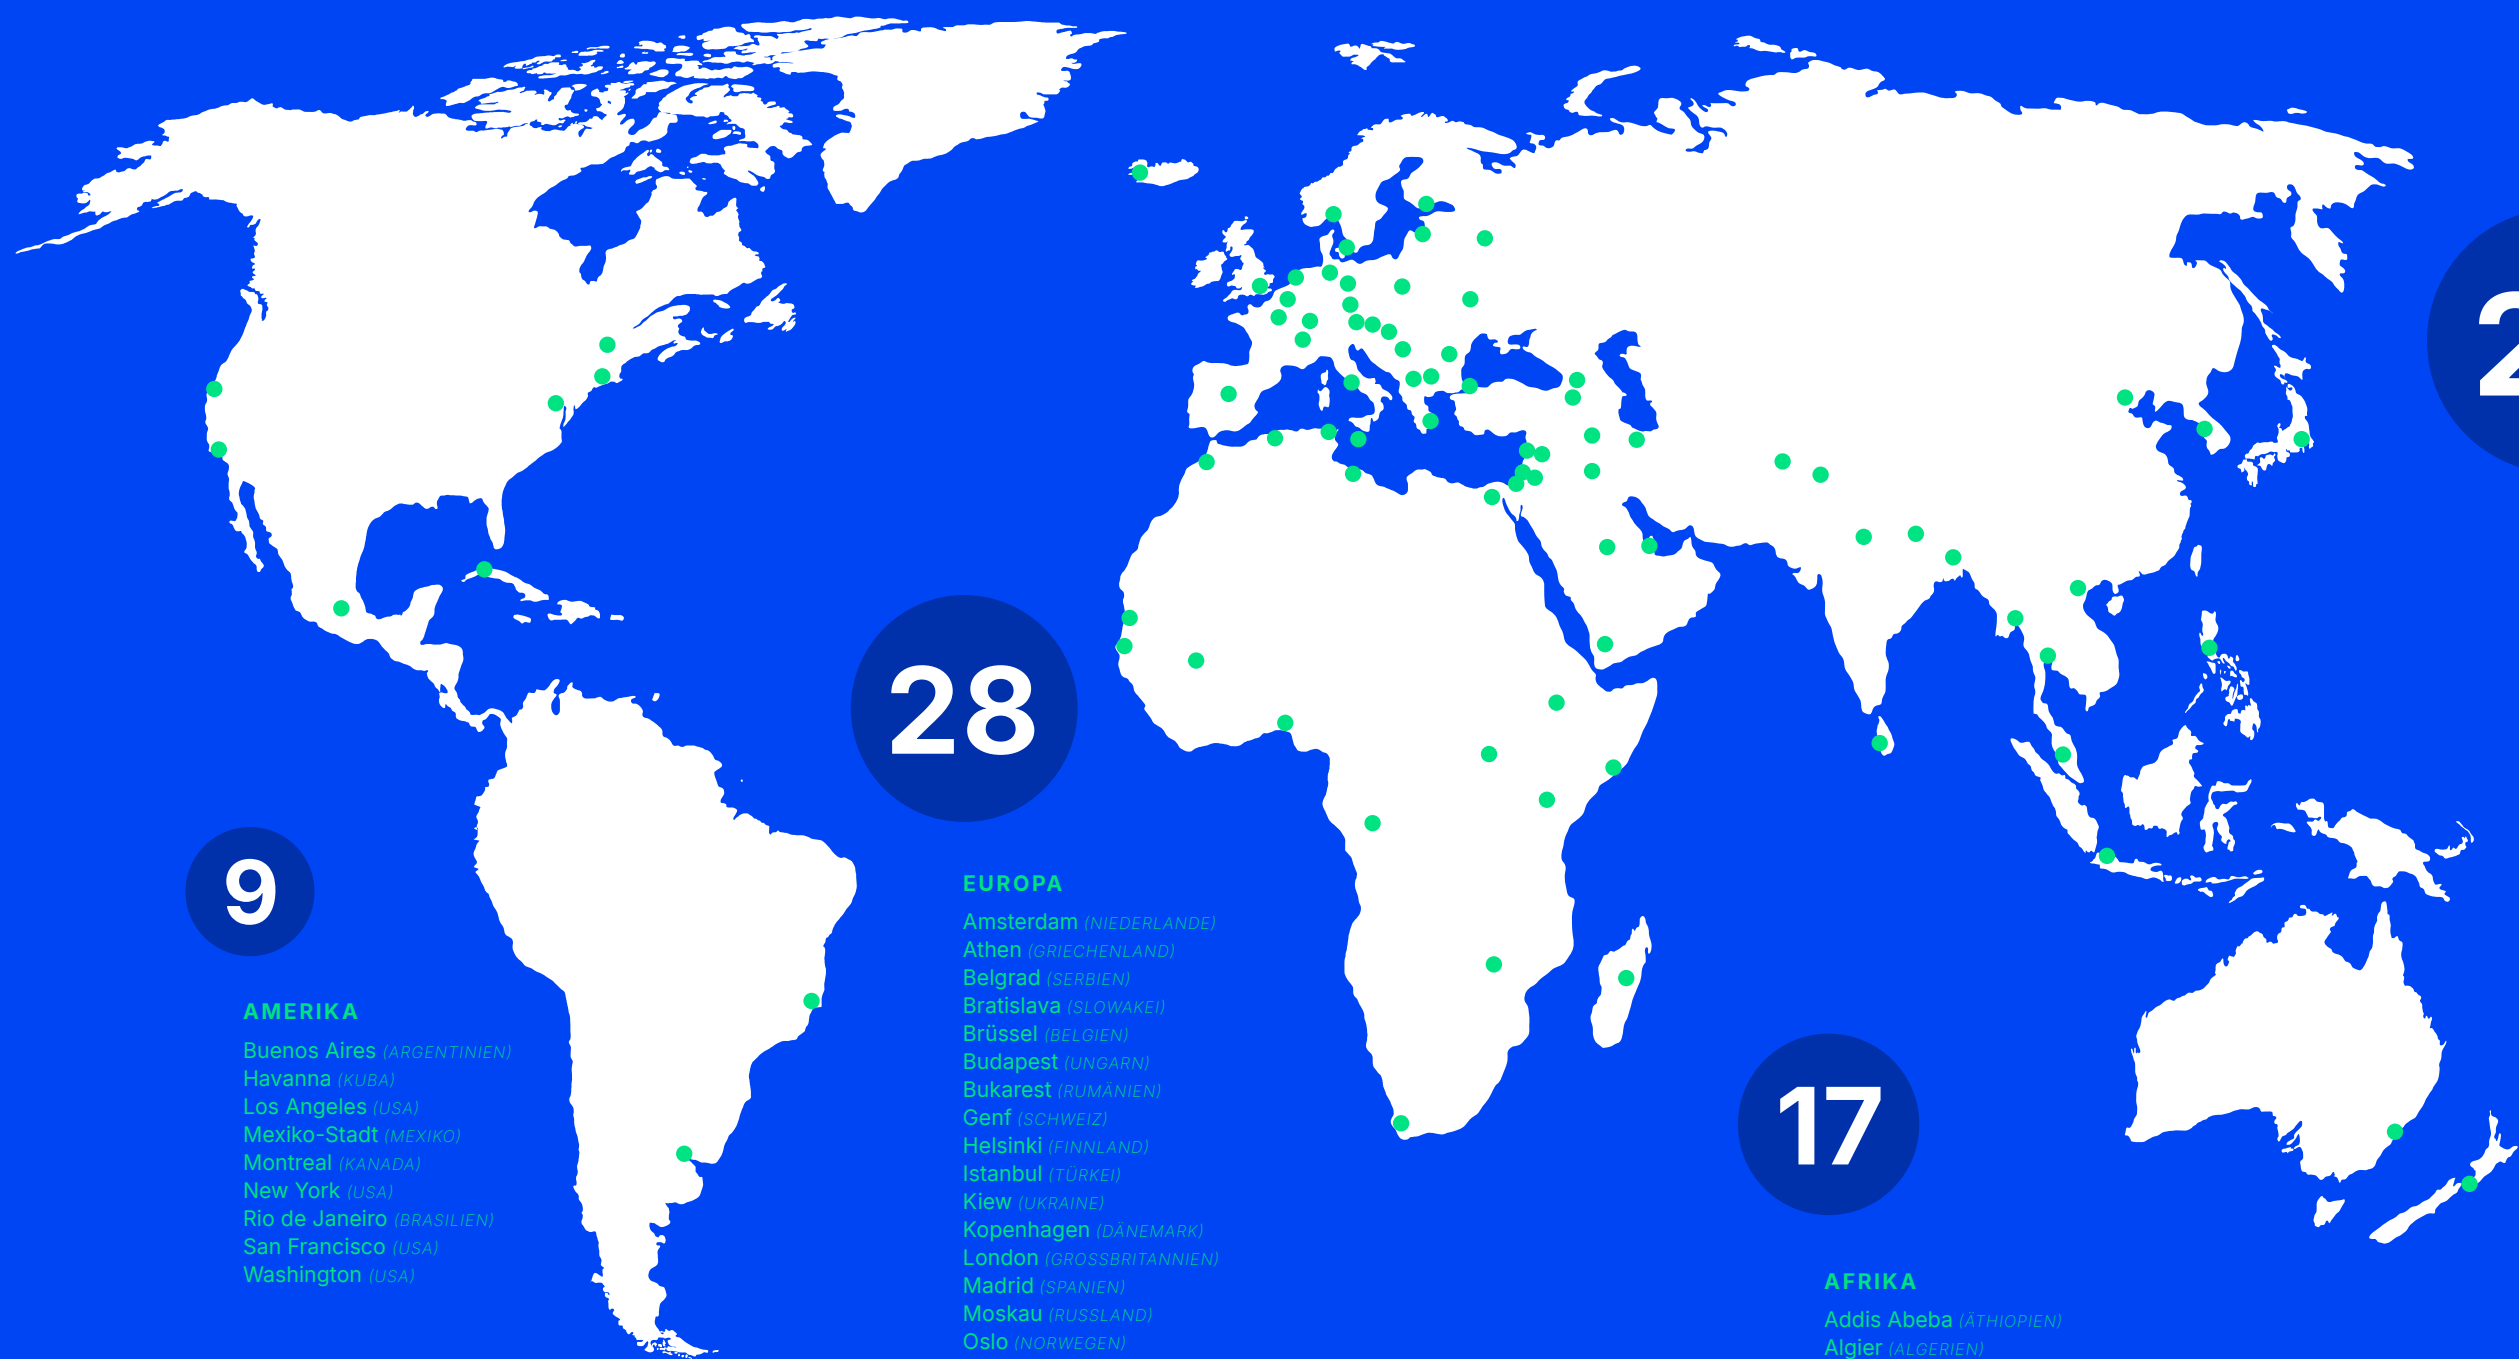 2
28
9
AMERIKA
Buenos Aires (ARGENTINIEN)
Havanna (KUBA)
Los Angeles (USA)
Mexiko-Stadt (MEXIKO)
Montreal (KANADA)
New York (USA)
Rio de Janeiro (BRASILIEN)
San Francisco (USA)
Washington (USA)
EUROPA
Amsterdam (NIEDERLANDE)
Athen (GRIECHENLAND)
Belgrad (SERBIEN)
Bratislava (SLOWAKEI)
Brüssel (BELGIEN)
Budapest (UNGARN)
Bukarest (RUMÄNIEN)
Genf (SCHWEIZ)
Helsinki (FINNLAND)
Istanbul (TÜRKEI)
Kiew (UKRAINE)
Kopenhagen (DÄNEMARK)
London (GROSSBRITANNIEN)
Madrid (SPANIEN)
Moskau (RUSSLAND)
Oslo (NORWEGEN)
17
AFRIKA
Addis Abeba (ÄTHIOPIEN)
Algier (ALGERIEN)